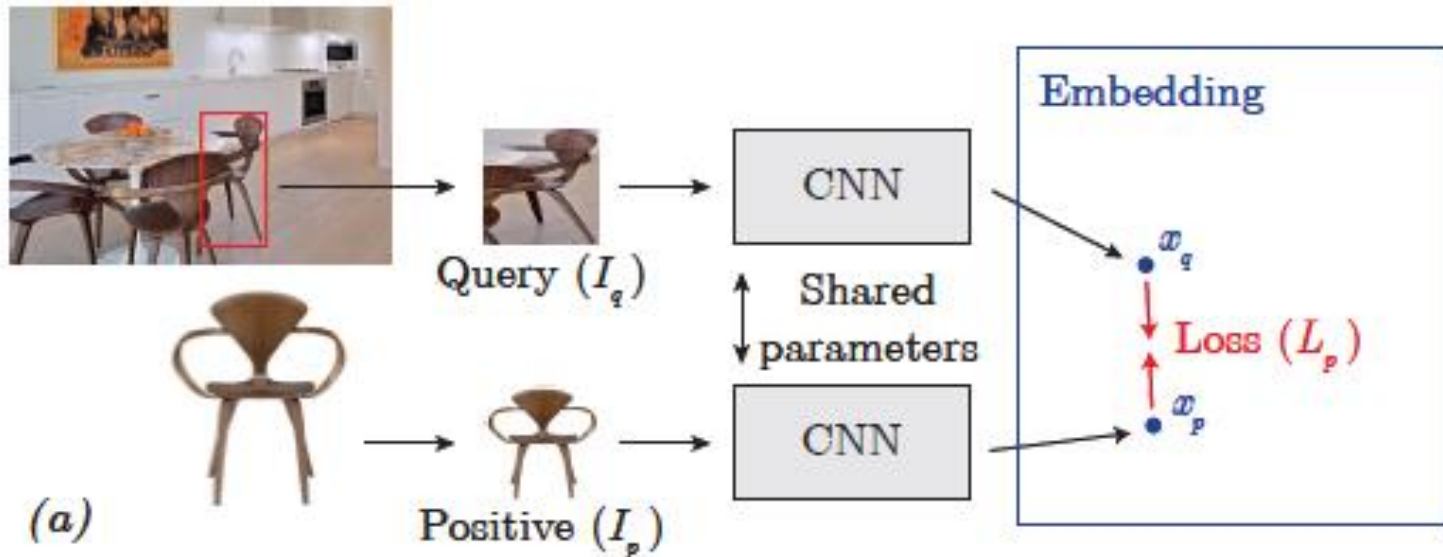 Embedding
CNN
x_q
Query (I_q)
Shared
parameters
Loss (L_p)
x_p
CNN
(a)
Positive (I_p)